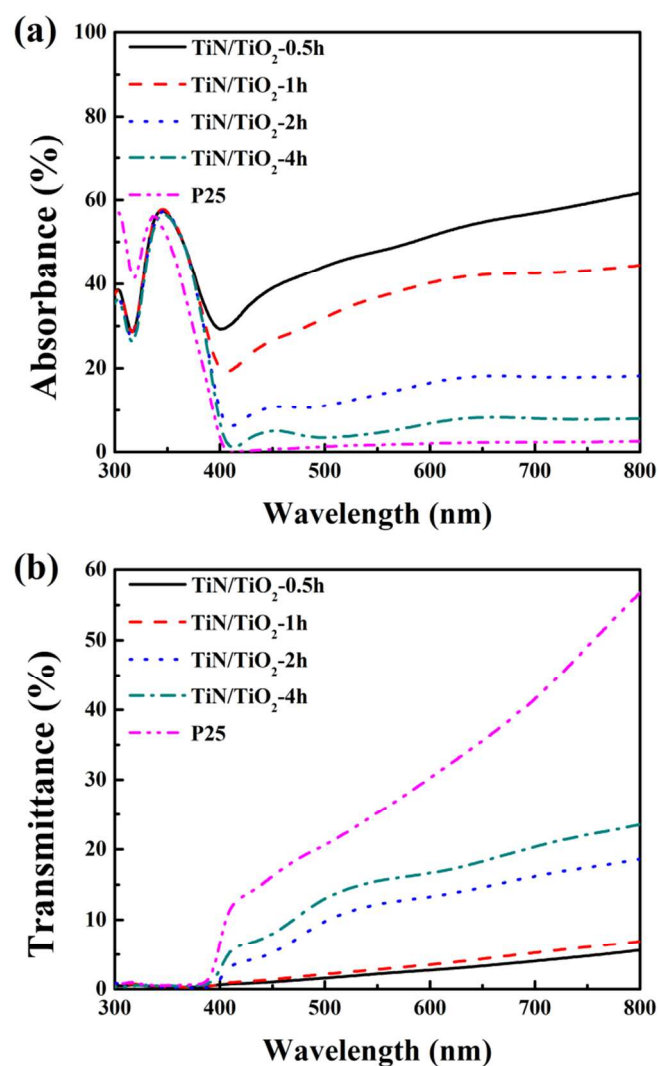 (a)
100
80
60
40
20
0
Absorbance (%)
TiN/TiO₂-0.5h
TiN/TiO₂-1h
TiN/TiO₂-2h
TiN/TiO₂-4h
P25
300 400 500 600 700 800
Wavelength (nm)
(b)
60
50
40
30
20
10
0
Transmittance (%)
TiN/TiO₂-0.5h
TiN/TiO₂-1h
TiN/TiO₂-2h
TiN/TiO₂-4h
P25
300 400 500 600 700 800
Wavelength (nm)